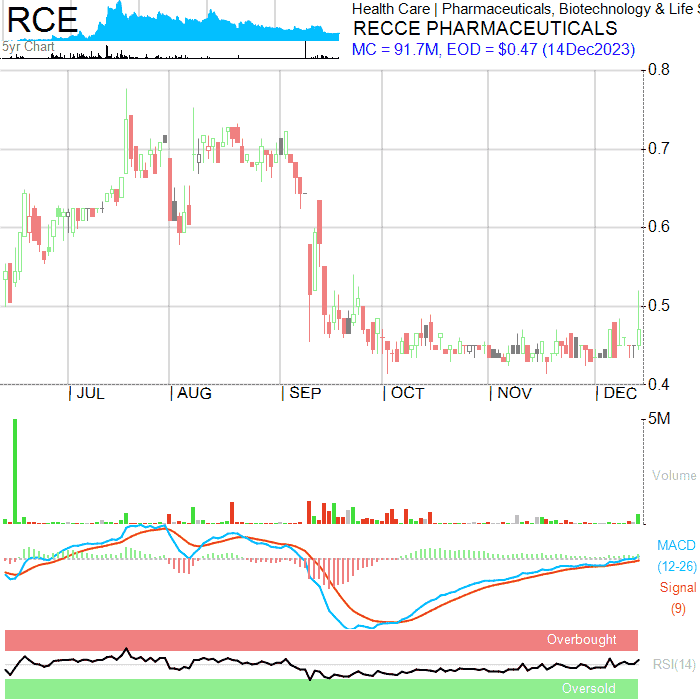 RCE
5yr Chart
Health Care | Pharmaceuticals, Biotechnology & Life S
RECCE PHARMACEUTICALS
MC = 91.7M, EOD = $0.47 (14Dec2023)
0.8
0.7
0.6
0.5
0.4
| JUL | AUG | SEP | OCT | NOV | DEC
5M
Volume
MACD
(12-26)
Signal
(9)
Overbought
RSI(14)
Oversold